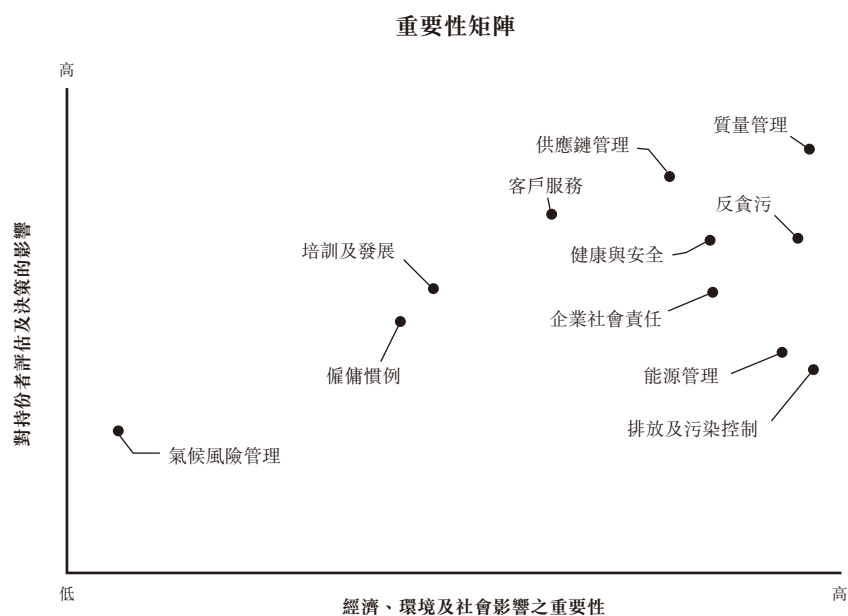 重要性矩陣
高
質量管理
供應鏈管理
客戶服務
反貪污
培訓及發展
健康與安全
企業社會責任
僱傭慣例
能源管理
排放及污染控制
氣候風險管理
對持份者評估及決策的影響
低
高
經濟、環境及社會影響之重要性